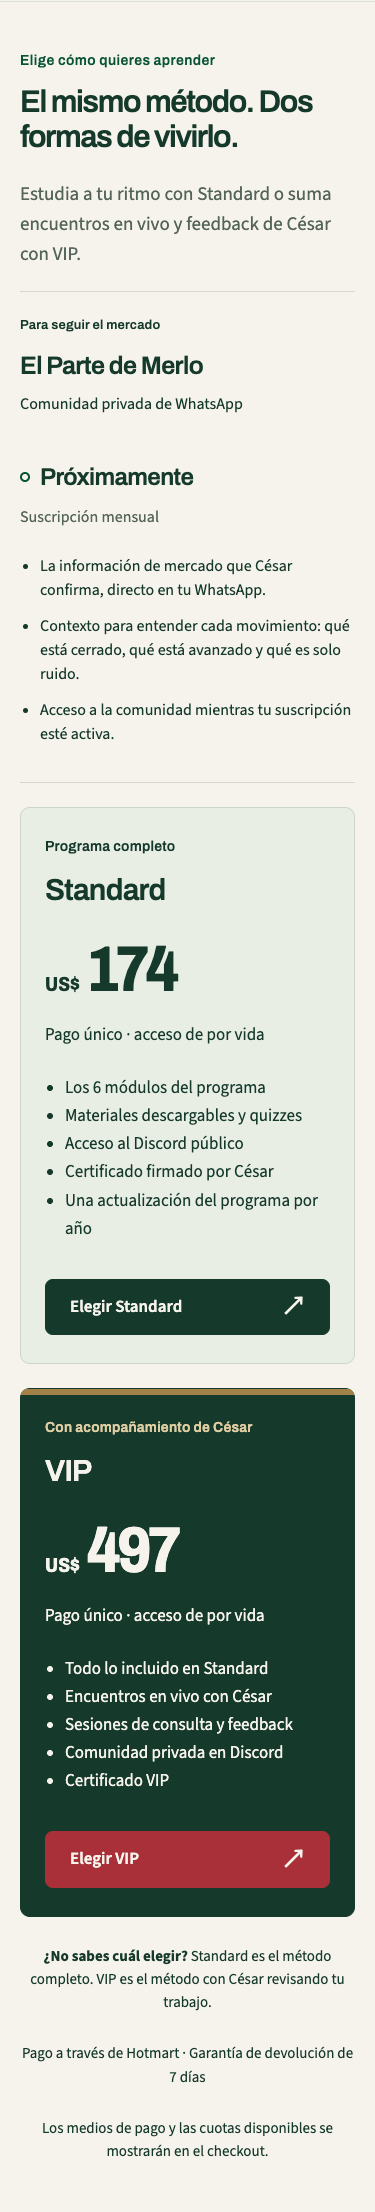 Elige cómo quieres aprender
El mismo método. Dos
formas de vivirlo.
Estudia a tu ritmo con Standard o suma
encuentros en vivo y feedback de César
con VIP.
Para seguir el mercado
El Parte de Merlo
Comunidad privada de WhatsApp
Próximamente
Suscripción mensual
• La información de mercado que César
confirma, directo en tu WhatsApp.
• Contexto para entender cada movimiento: qué
está cerrado, qué está avanzado y qué es solo
ruido.
• Acceso a la comunidad mientras tu suscripción
esté activa.
Programa completo
Standard
US$ 174
Pago único · acceso de por vida
• Los 6 módulos del programa
• Materiales descargables y quizzes
• Acceso al Discord público
• Certificado firmado por César
• Una actualización del programa por
año
Elegir Standard
Con acompañamiento de César
VIP
US$ 497
Pago único · acceso de por vida
• Todo lo incluido en Standard
• Encuentros en vivo con César
• Sesiones de consulta y feedback
• Comunidad privada en Discord
• Certificado VIP
Elegir VIP
¿No sabes cuál elegir? Standard es el método
completo. VIP es el método con César revisando tu
trabajo.
Pago a través de Hotmart · Garantía de devolución de
7 días
Los medios de pago y las cuotas disponibles se
mostrarán en el checkout.